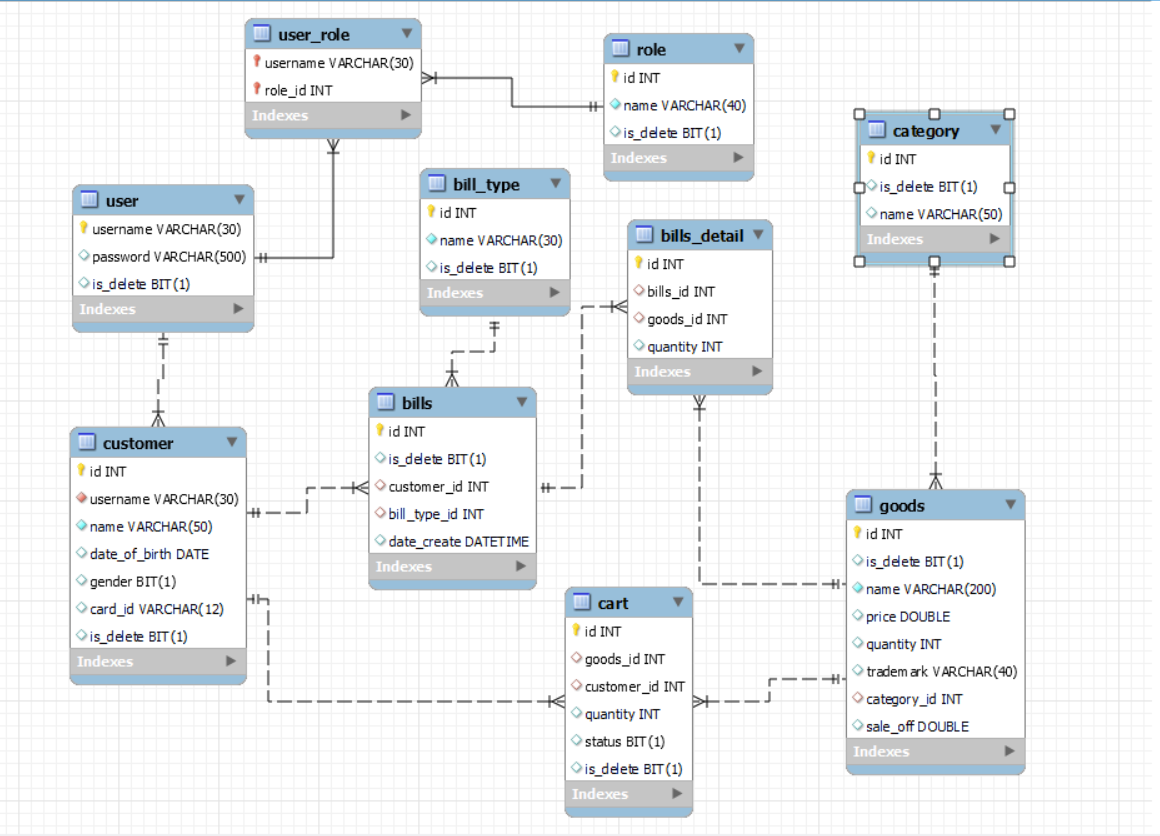 user_role
username VARCHAR(30)
role_id INT
Indexes
role
id INT
name VARCHAR(40)
is_delete BIT(1)
Indexes
category
id INT
is_delete BIT(1)
name VARCHAR(50)
Indexes
user
username VARCHAR(30)
password VARCHAR(500)
is_delete BIT(1)
Indexes
bill_type
id INT
name VARCHAR(30)
is_delete BIT(1)
Indexes
bills_detail
id INT
bills_id INT
goods_id INT
quantity INT
Indexes
customer
id INT
username VARCHAR(30)
name VARCHAR(50)
date_of_birth DATE
gender BIT(1)
card_id VARCHAR(12)
is_delete BIT(1)
Indexes
bills
id INT
is_delete BIT(1)
customer_id INT
bill_type_id INT
date_create DATETIME
Indexes
cart
id INT
goods_id INT
customer_id INT
quantity INT
status BIT(1)
is_delete BIT(1)
Indexes
goods
id INT
is_delete BIT(1)
name VARCHAR(200)
price DOUBLE
quantity INT
trademark VARCHAR(40)
category_id INT
sale_off DOUBLE
Indexes